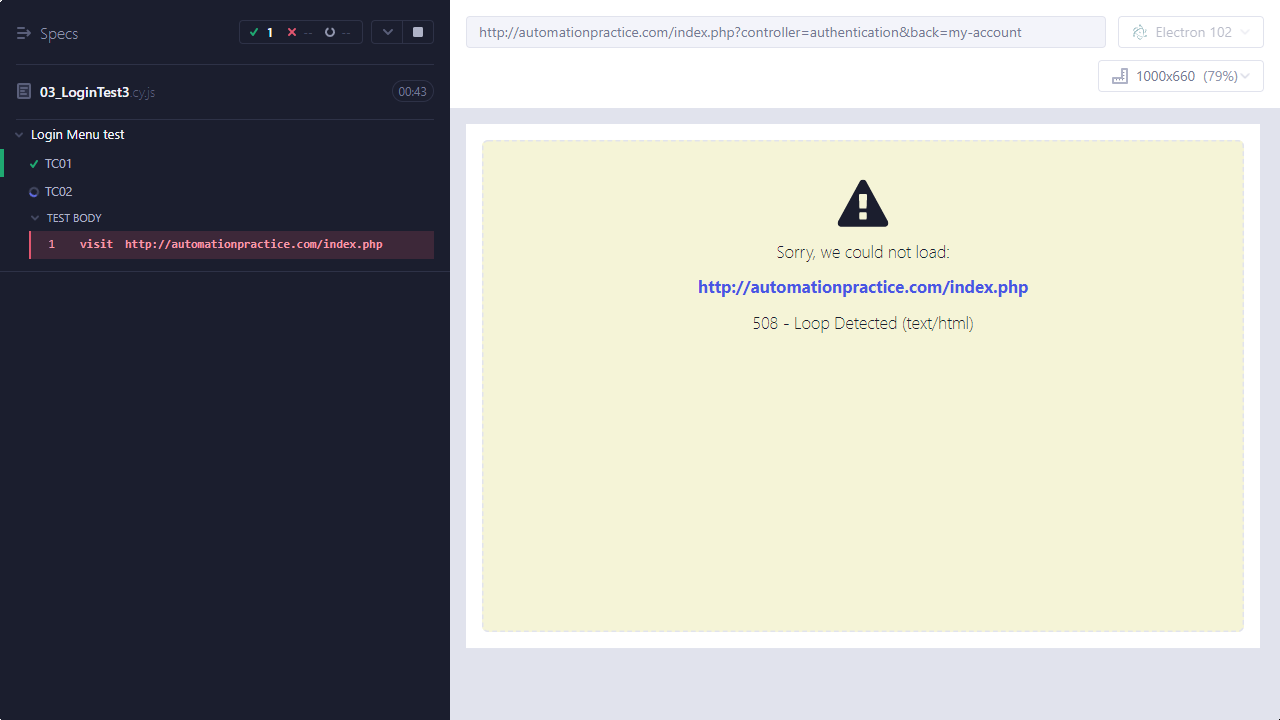 Specs
1 -- --
03_LoginTest3 cy.js
00:43
Login Menu test
TC01
TC02
TEST BODY
1 visit http://automationpractice.com/index.php
http://automationpractice.com/index.php?controller=authentication&back=my-account
Electron 102
1000x660 (79%)
Sorry, we could not load:
http://automationpractice.com/index.php
508 - Loop Detected (text/html)